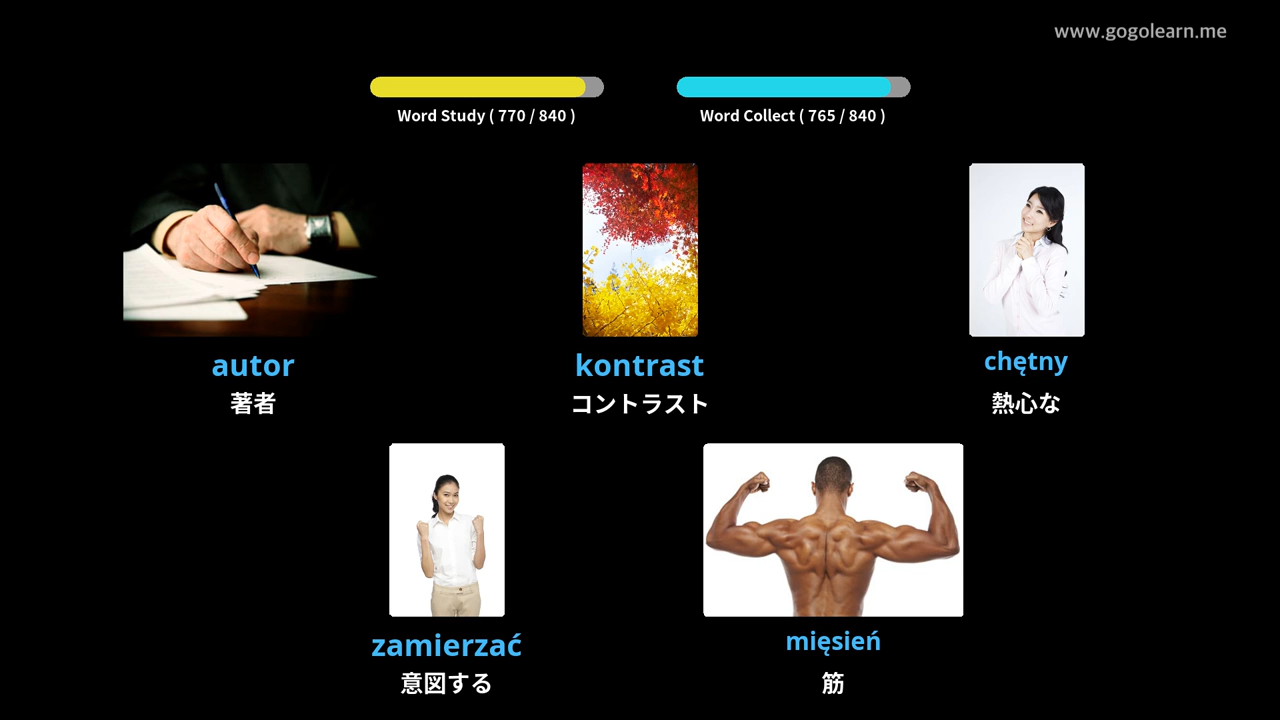 www.gogolearn.me
Word Study ( 770 / 840 )
Word Collect ( 765 / 840 )
autor
著者
kontrast
コントラスト
chętny
熱心な
zamierzać
意図する
mięsień
筋